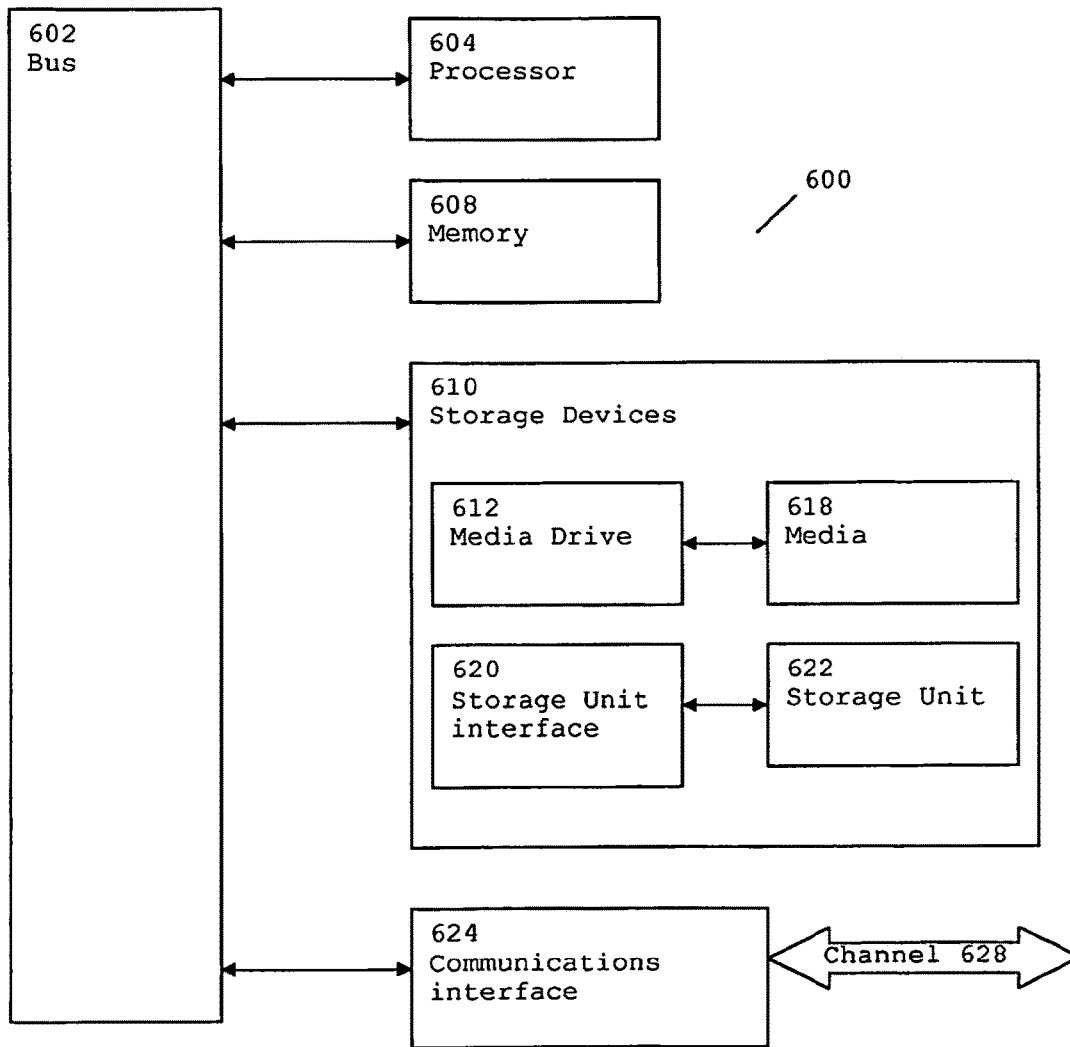 602
Bus
604
Processor
600
608
Memory
610
Storage Devices
612
Media Drive
618
Media
620
Storage Unit
interface
622
Storage Unit
624
Communications
interface
Channel 628